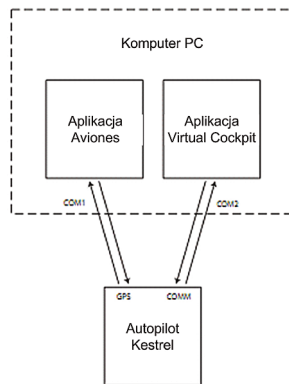 Komputer PC
Aplikacja
Aviones
Aplikacja
Virtual Cockpit
COM1
COM2
GPS
COMM
Autopilot
Kestrel